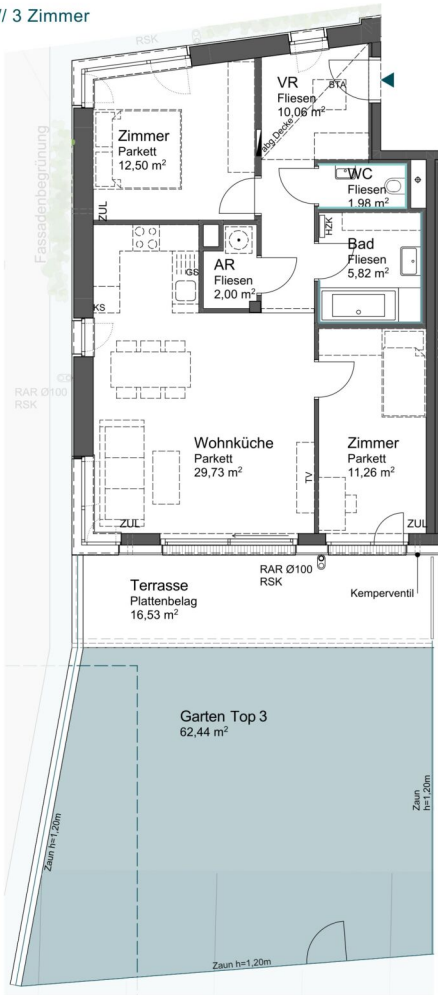 // 3 Zimmer
RSK
VR
Fliesen
10,06 m²
STA
abg.Decke
Zimmer
Parkett
12,50 m²
ZUL
Fassadenbegrünung
WC
Fliesen
1,98 m²
HZK
Bad
Fliesen
5,82 m²
AR
Fliesen
2,00 m²
GS
KS
RAR Ø100
RSK
Wohnküche
Parkett
29,73 m²
TV
Zimmer
Parkett
11,26 m²
ZUL
ZUL
RAR Ø100
RSK
Kemperventil
Terrasse
Plattenbelag
16,53 m²
Garten Top 3
62,44 m²
Zaun
h=1,20m
Zaun h=1,20m
Zaun h=1,20m